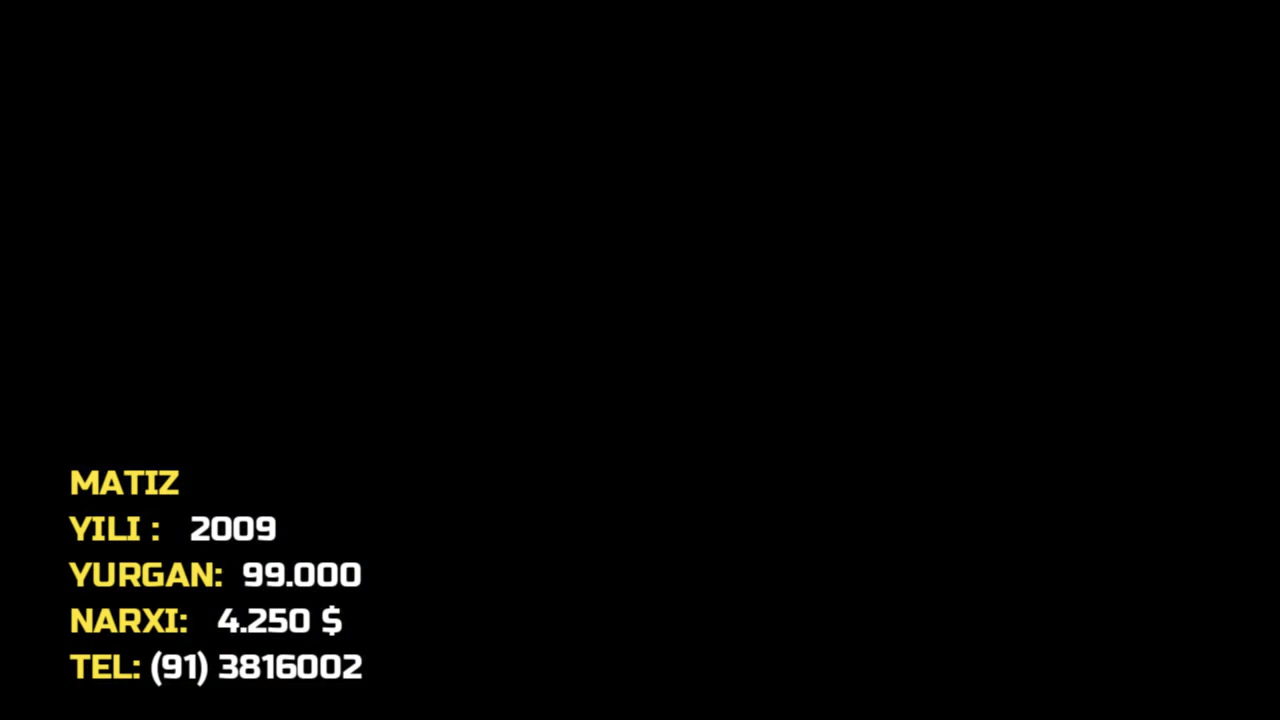 MATIZ
YILI : 2009
YURGAN: 99.000
NARXI: 4.250 $
TEL: (91) 3816002